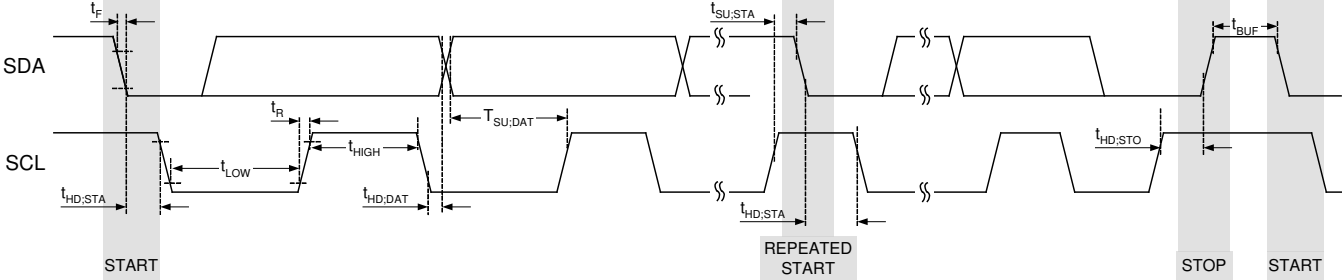 tF
tSU;STA
tBUF
SDA
tR
TSU;DAT
tHIGH
tHD;STO
SCL
tLOW
tHD;STA
tHD;DAT
tHD;STA
START
REPEATED
START
STOP
START